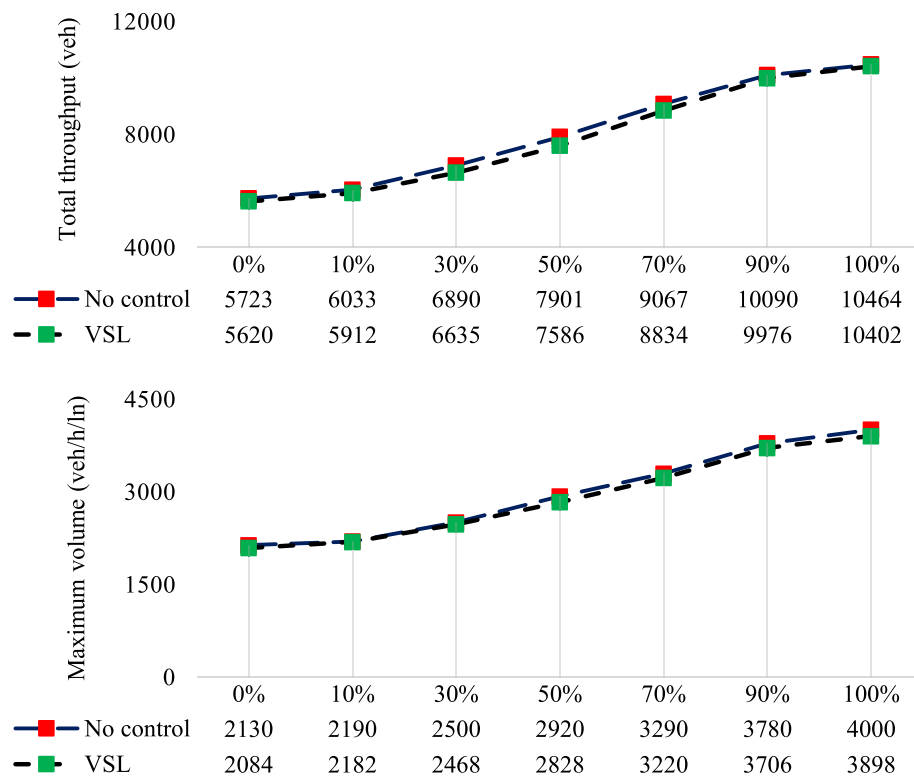 Total throughput (veh)
12000
8000
4000
0% 10% 30% 50% 70% 90% 100%
No control 5723 6033 6890 7901 9067 10090 10464
VSL 5620 5912 6635 7586 8834 9976 10402
Maximum volume (veh/h/ln)
4500
3000
1500
0
0% 10% 30% 50% 70% 90% 100%
No control 2130 2190 2500 2920 3290 3780 4000
VSL 2084 2182 2468 2828 3220 3706 3898